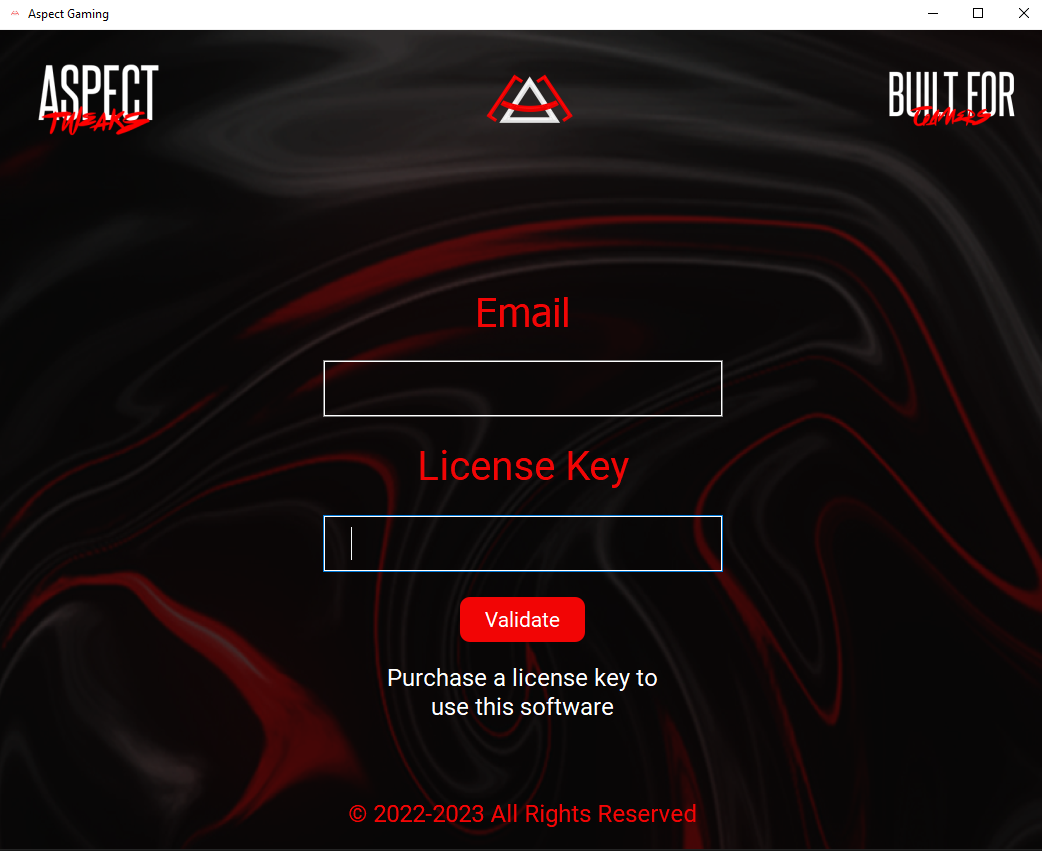 Aspect Gaming
ASPECT
TWEAKS
BUILT FOR
GAMERS
Email
License Key
Validate
Purchase a license key to
use this software
© 2022-2023 All Rights Reserved